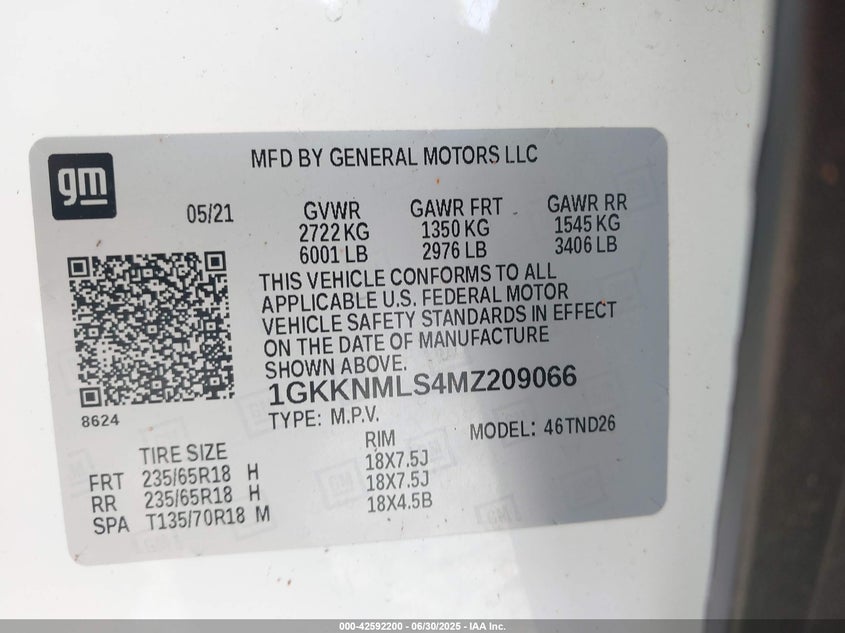 gm
MFD BY GENERAL MOTORS LLC
05/21
GVWR GAWR FRT GAWR RR
2722 KG 1350 KG 1545 KG
6001 LB 2976 LB 3406 LB
THIS VEHICLE CONFORMS TO ALL
APPLICABLE U.S. FEDERAL MOTOR
VEHICLE SAFETY STANDARDS IN EFFECT
ON THE DATE OF MANUFACTURE
SHOWN ABOVE.
1GKKNMLS4MZ209066
8624
TYPE: M.P.V. MODEL: 46TND26
TIRE SIZE RIM
FRT 235/65R18 H 18X7.5J
RR 235/65R18 H 18X7.5J
SPA T135/70R18 M 18X4.5B
000-42592200 - 06/30/2025 - IAA Inc.